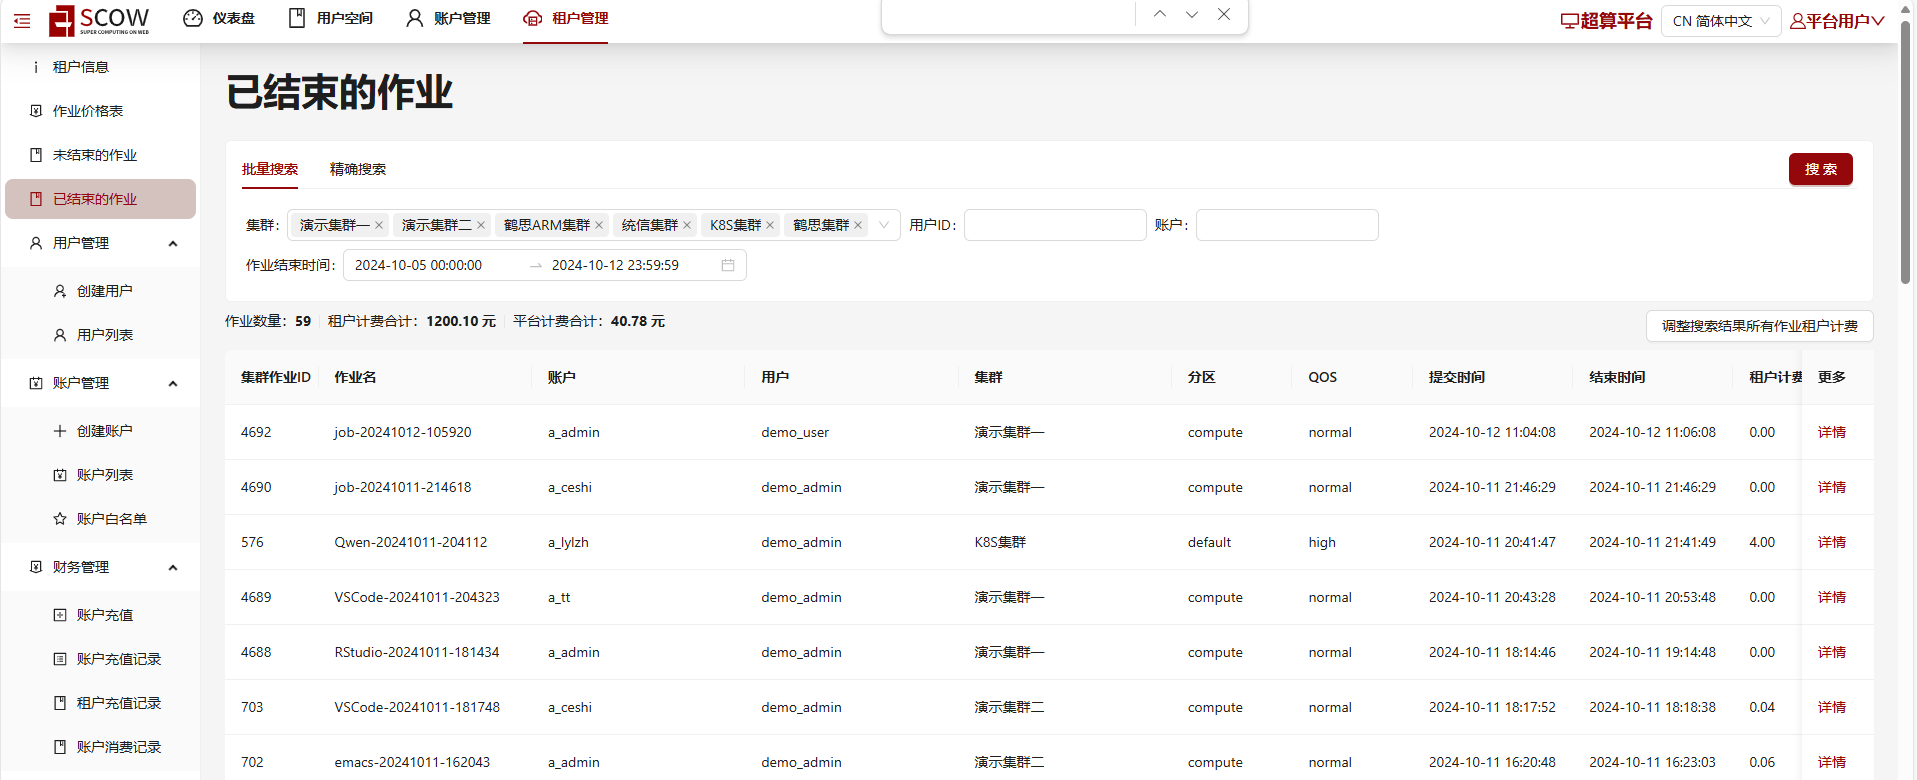 SCOW
SUPER COMPUTING ON WEB
仪表盘
用户空间
账户管理
租户管理
超算平台
CN 简体中文
平台用户
租户信息
作业价格表
未结束的作业
已结束的作业
用户管理
创建用户
用户列表
账户管理
创建账户
账户列表
账户白名单
财务管理
账户充值
账户充值记录
租户充值记录
账户消费记录
已结束的作业
批量搜索 精确搜索
搜 索
集群: 演示集群一 演示集群二 鹤思ARM集群 统信集群 K8S集群 鹤思集群 用户ID: 账户:
作业结束时间: 2024-10-05 00:00:00 2024-10-12 23:59:59
作业数量: 59 租户计费合计: 1200.10 元 平台计费合计: 40.78 元
调整搜索结果所有作业租户计费
集群作业ID 作业名 账户 用户 集群 分区 QOS 提交时间 结束时间 租户计费 更多
4692 job-20241012-105920 a_admin demo_user 演示集群一 compute normal 2024-10-12 11:04:08 2024-10-12 11:06:08 0.00 详情
4690 job-20241011-214618 a_ceshi demo_admin 演示集群一 compute normal 2024-10-11 21:46:29 2024-10-11 21:46:29 0.00 详情
576 Qwen-20241011-204112 a_lylzh demo_admin K8S集群 default high 2024-10-11 20:41:47 2024-10-11 21:41:49 4.00 详情
4689 VSCode-20241011-204323 a_tt demo_admin 演示集群一 compute normal 2024-10-11 20:43:28 2024-10-11 20:53:48 0.00 详情
4688 RStudio-20241011-181434 a_admin demo_admin 演示集群一 compute normal 2024-10-11 18:14:46 2024-10-11 19:14:48 0.00 详情
703 VSCode-20241011-181748 a_ceshi demo_admin 演示集群二 compute normal 2024-10-11 18:17:52 2024-10-11 18:18:38 0.04 详情
702 emacs-20241011-162043 a_admin demo_admin 演示集群二 compute normal 2024-10-11 16:20:48 2024-10-11 16:23:03 0.06 详情